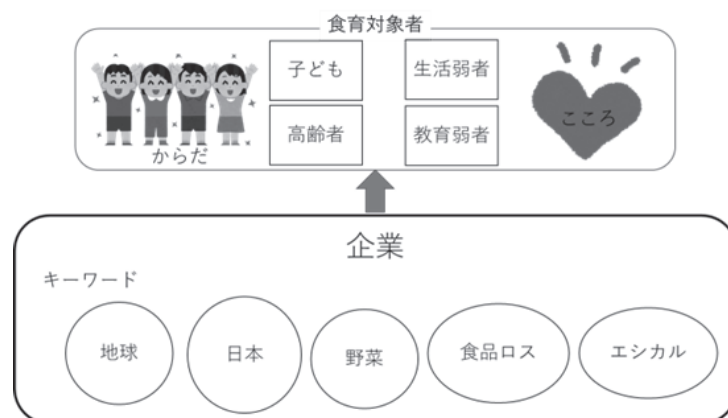 食育対象者
子ども
生活弱者
高齢者
教育弱者
からだ
こころ
企業
キーワード
地球
日本
野菜
食品ロス
エシカル